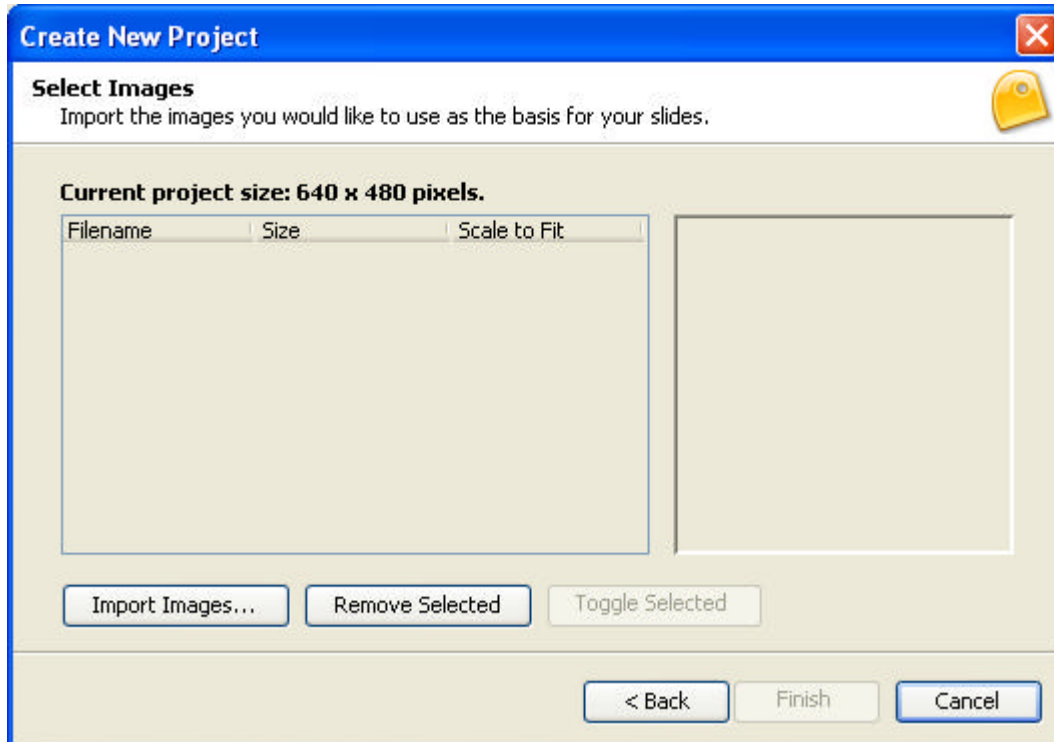 Create New Project
Select Images
Import the images you would like to use as the basis for your slides.
Current project size: 640 x 480 pixels.
Filename Size Scale to Fit
Import Images... Remove Selected Toggle Selected
< Back Finish Cancel